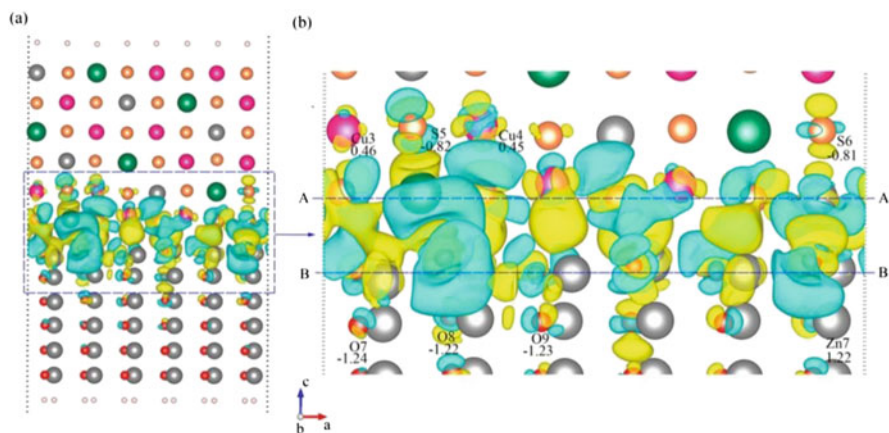 (a)
(b)
Cu3
0.46
S5
-0.82
Cu4
0.45
S6
-0.81
A
A
B
B
O7
-1.24
O8
-1.22
O9
-1.23
Zn7
1.22
c
b
a